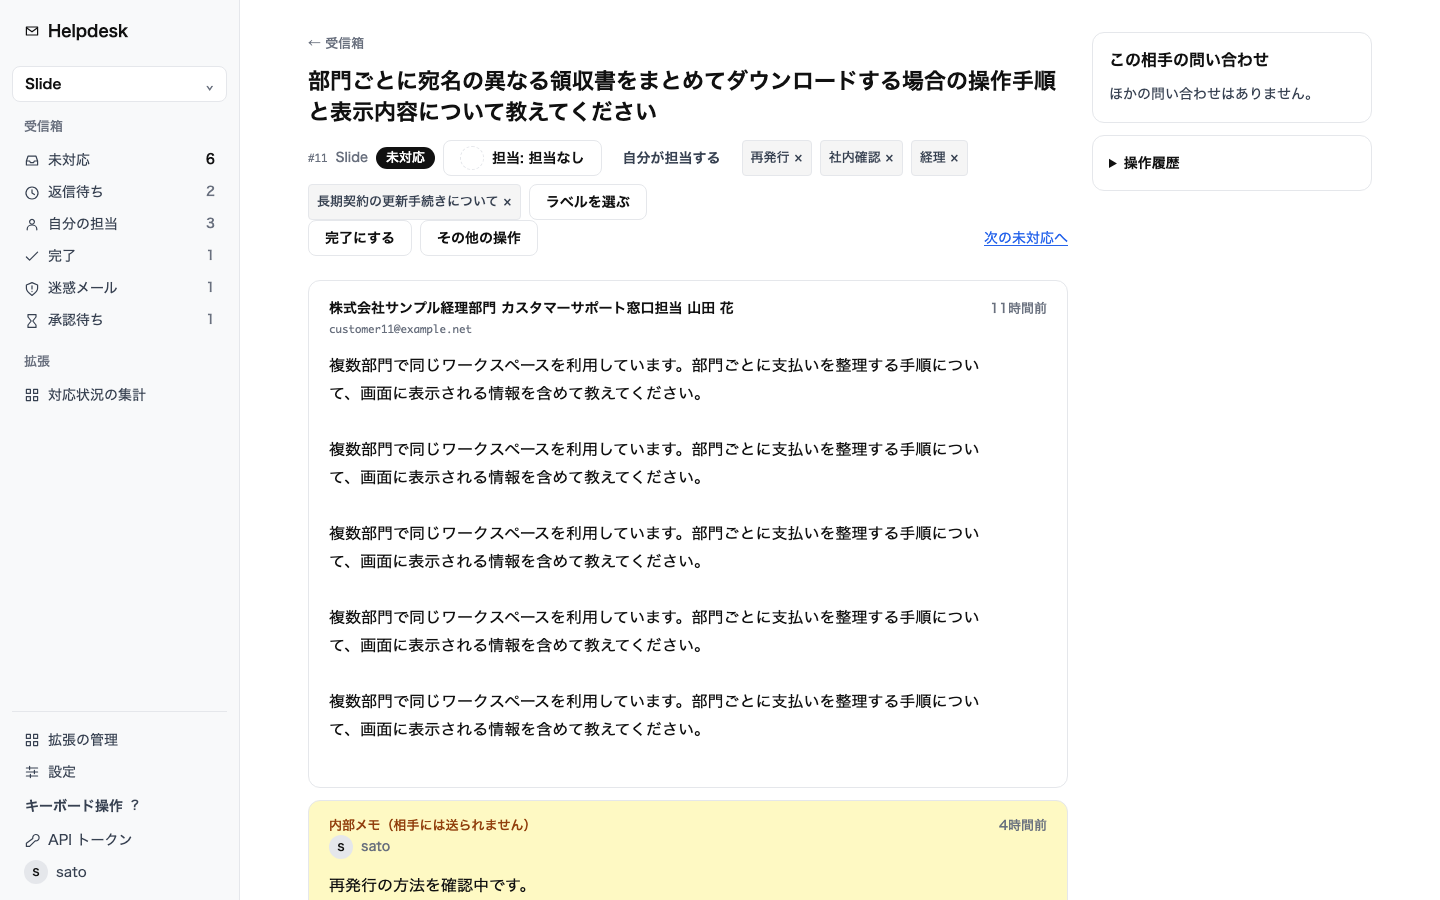 Helpdesk
Slide
受信箱
未対応 6
返信待ち 2
自分の担当 3
完了 1
迷惑メール 1
承認待ち 1
拡張
対応状況の集計
拡張の管理
設定
キーボード操作 ?
API トークン
S sato
← 受信箱
部門ごとに宛名の異なる領収書をまとめてダウンロードする場合の操作手順
と表示内容について教えてください
#11 Slide 未対応 担当: 担当なし 自分が担当する 再発行 × 社内確認 × 経理 ×
長期契約の更新手続きについて × ラベルを選ぶ
完了にする その他の操作 次の未対応へ
株式会社サンプル経理部門 カスタマーサポート窓口担当 山田 花 11時間前
customer11@example.net
複数部門で同じワークスペースを利用しています。部門ごとに支払いを整理する手順につい
て、画面に表示される情報を含めて教えてください。
複数部門で同じワークスペースを利用しています。部門ごとに支払いを整理する手順につい
て、画面に表示される情報を含めて教えてください。
複数部門で同じワークスペースを利用しています。部門ごとに支払いを整理する手順につい
て、画面に表示される情報を含めて教えてください。
複数部門で同じワークスペースを利用しています。部門ごとに支払いを整理する手順につい
て、画面に表示される情報を含めて教えてください。
複数部門で同じワークスペースを利用しています。部門ごとに支払いを整理する手順につい
て、画面に表示される情報を含めて教えてください。
内部メモ（相手には送られません） 4時間前
S sato
再発行の方法を確認中です。
この相手の問い合わせ
ほかの問い合わせはありません。
▶ 操作履歴